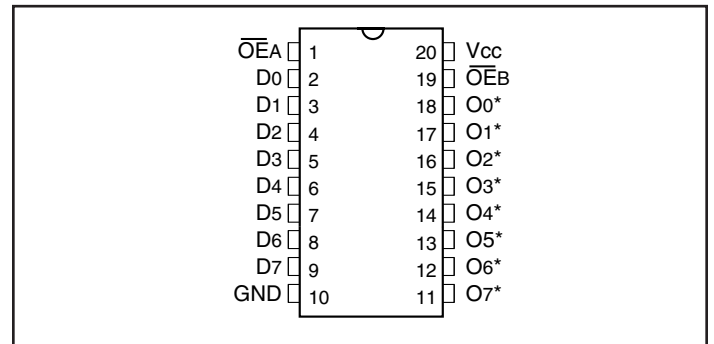 O̅E̅A 1 20 Vcc
D0 2 19 O̅E̅B
D1 3 18 O0*
D2 4 17 O1*
D3 5 16 O2*
D4 6 15 O3*
D5 7 14 O4*
D6 8 13 O5*
D7 9 12 O6*
GND 10 11 O7*